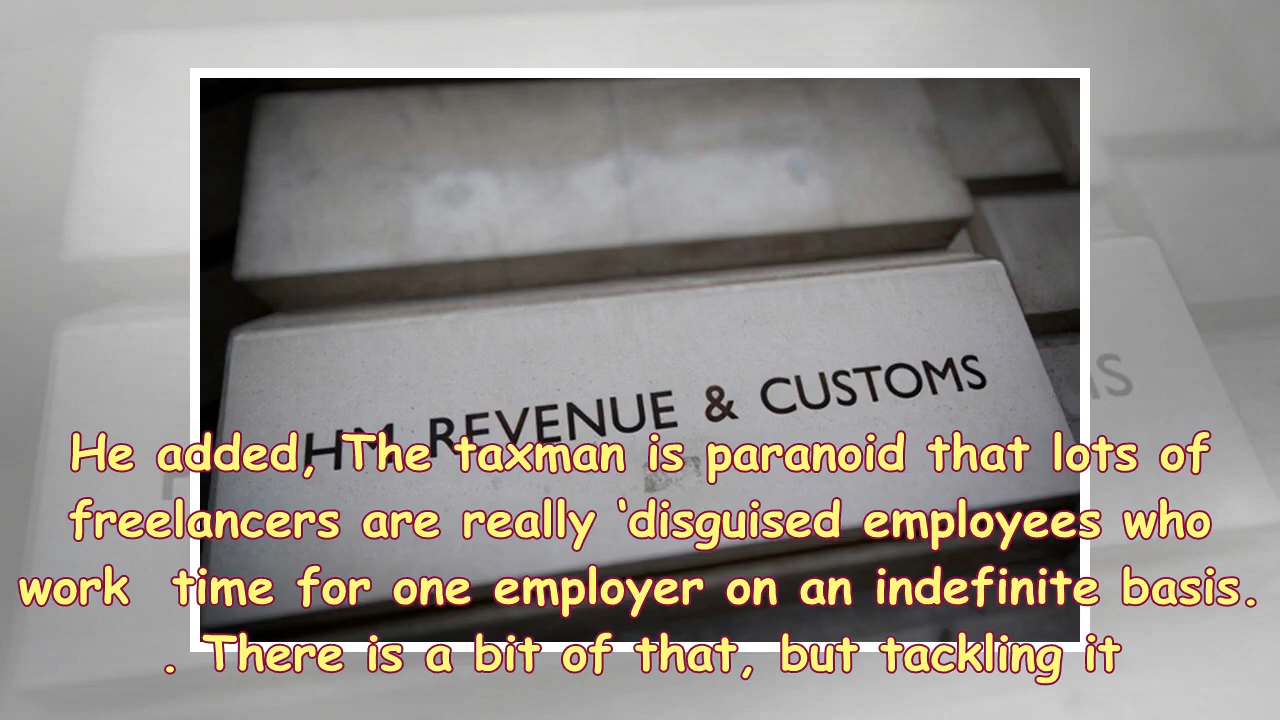 HM REVENUE & CUSTOMS
He added, The taxman is paranoid that lots of
freelancers are really ‘disguised employees who
work  time for one employer on an indefinite basis.
. There is a bit of that, but tackling it